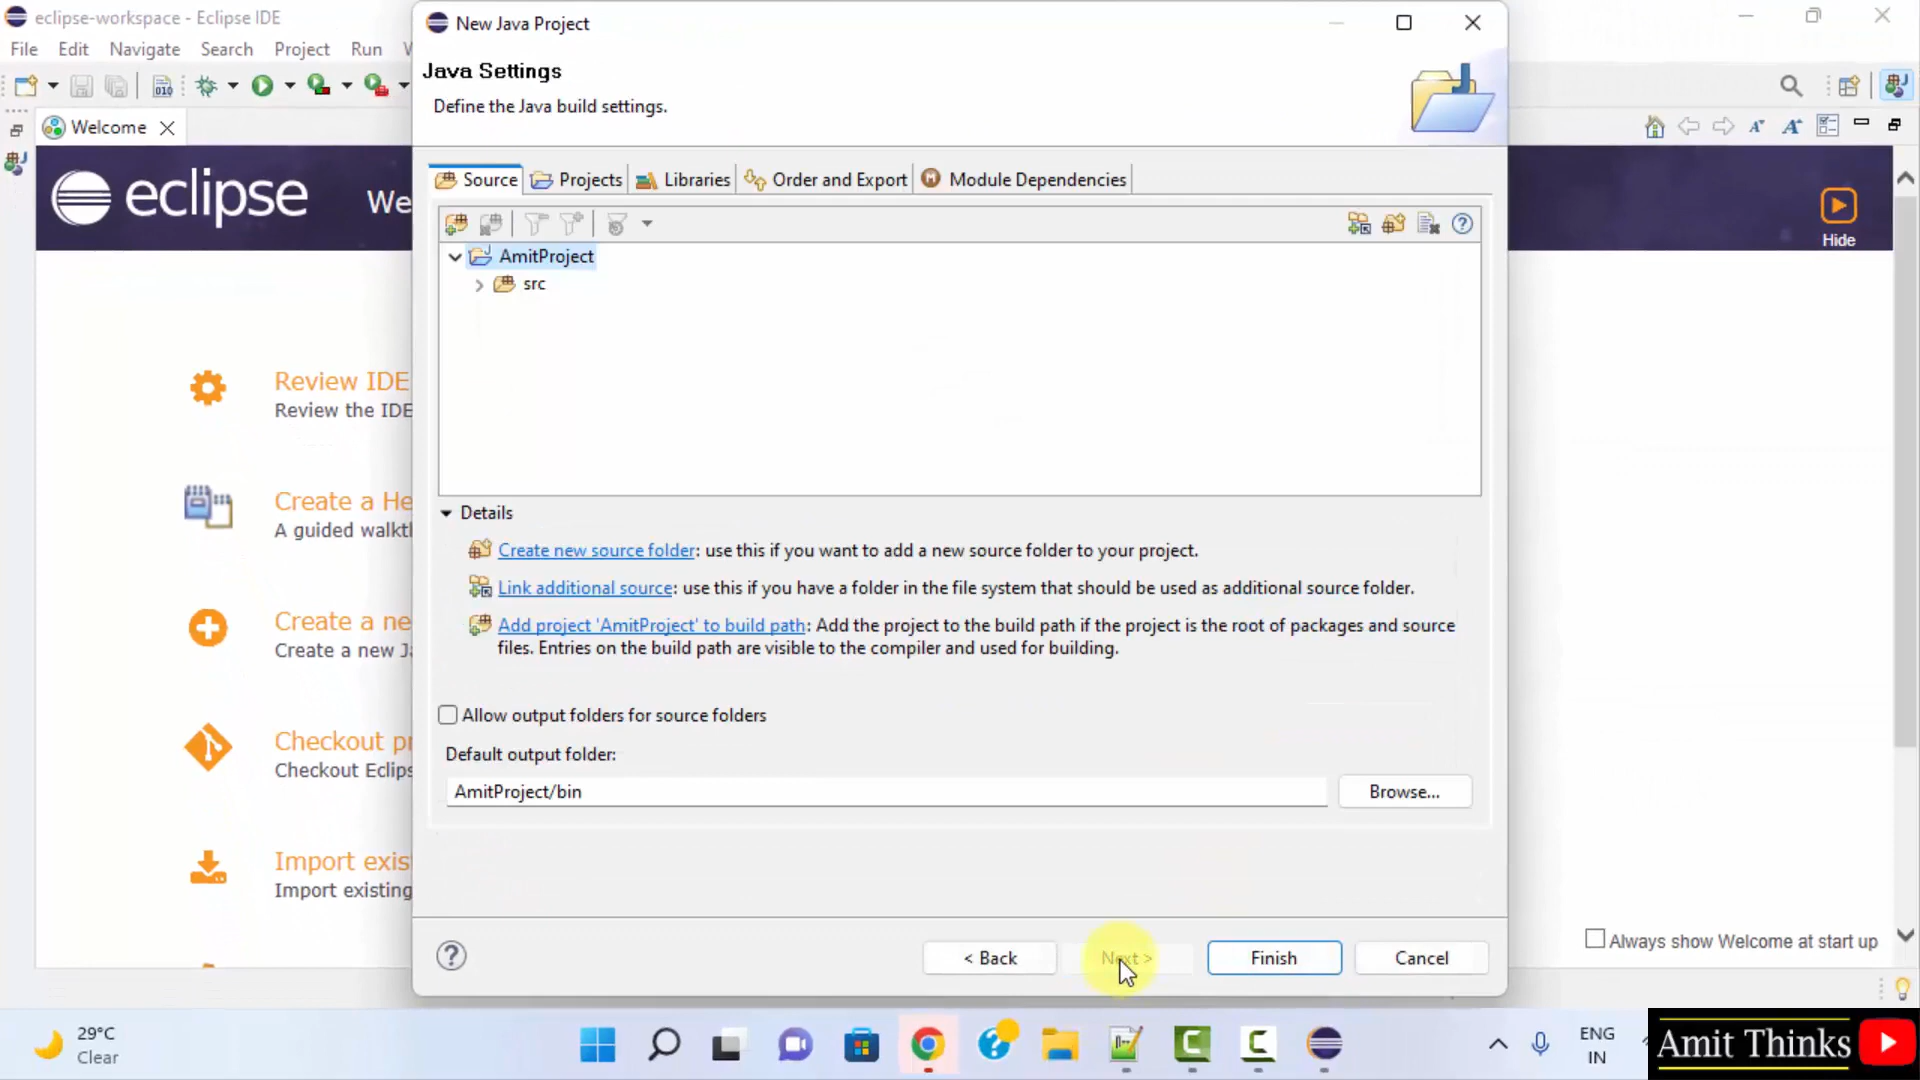 eclipse-workspace - Eclipse IDE
New Java Project
File Edit Navigate Search Project Run
Java Settings
Define the Java build settings.
010
Welcome
Source Projects Libraries Order and Export Module Dependencies
eclipse We
Hide
AmitProject
src
Review IDE
Review the IDE
Create a He
A guided walkth
Create a ne
Create a new Ja
Checkout pr
Checkout Eclips
Import exis
Import existing
Details
Create new source folder: use this if you want to add a new source folder to your project.
Link additional source: use this if you have a folder in the file system that should be used as additional source folder.
Add project 'AmitProject' to build path: Add the project to the build path if the project is the root of packages and source
files. Entries on the build path are visible to the compiler and used for building.
Allow output folders for source folders
Default output folder:
AmitProject/bin
Browse...
Always show Welcome at start up
< Back Next > Finish Cancel
29°C
Clear
ENG
IN
Amit Thinks